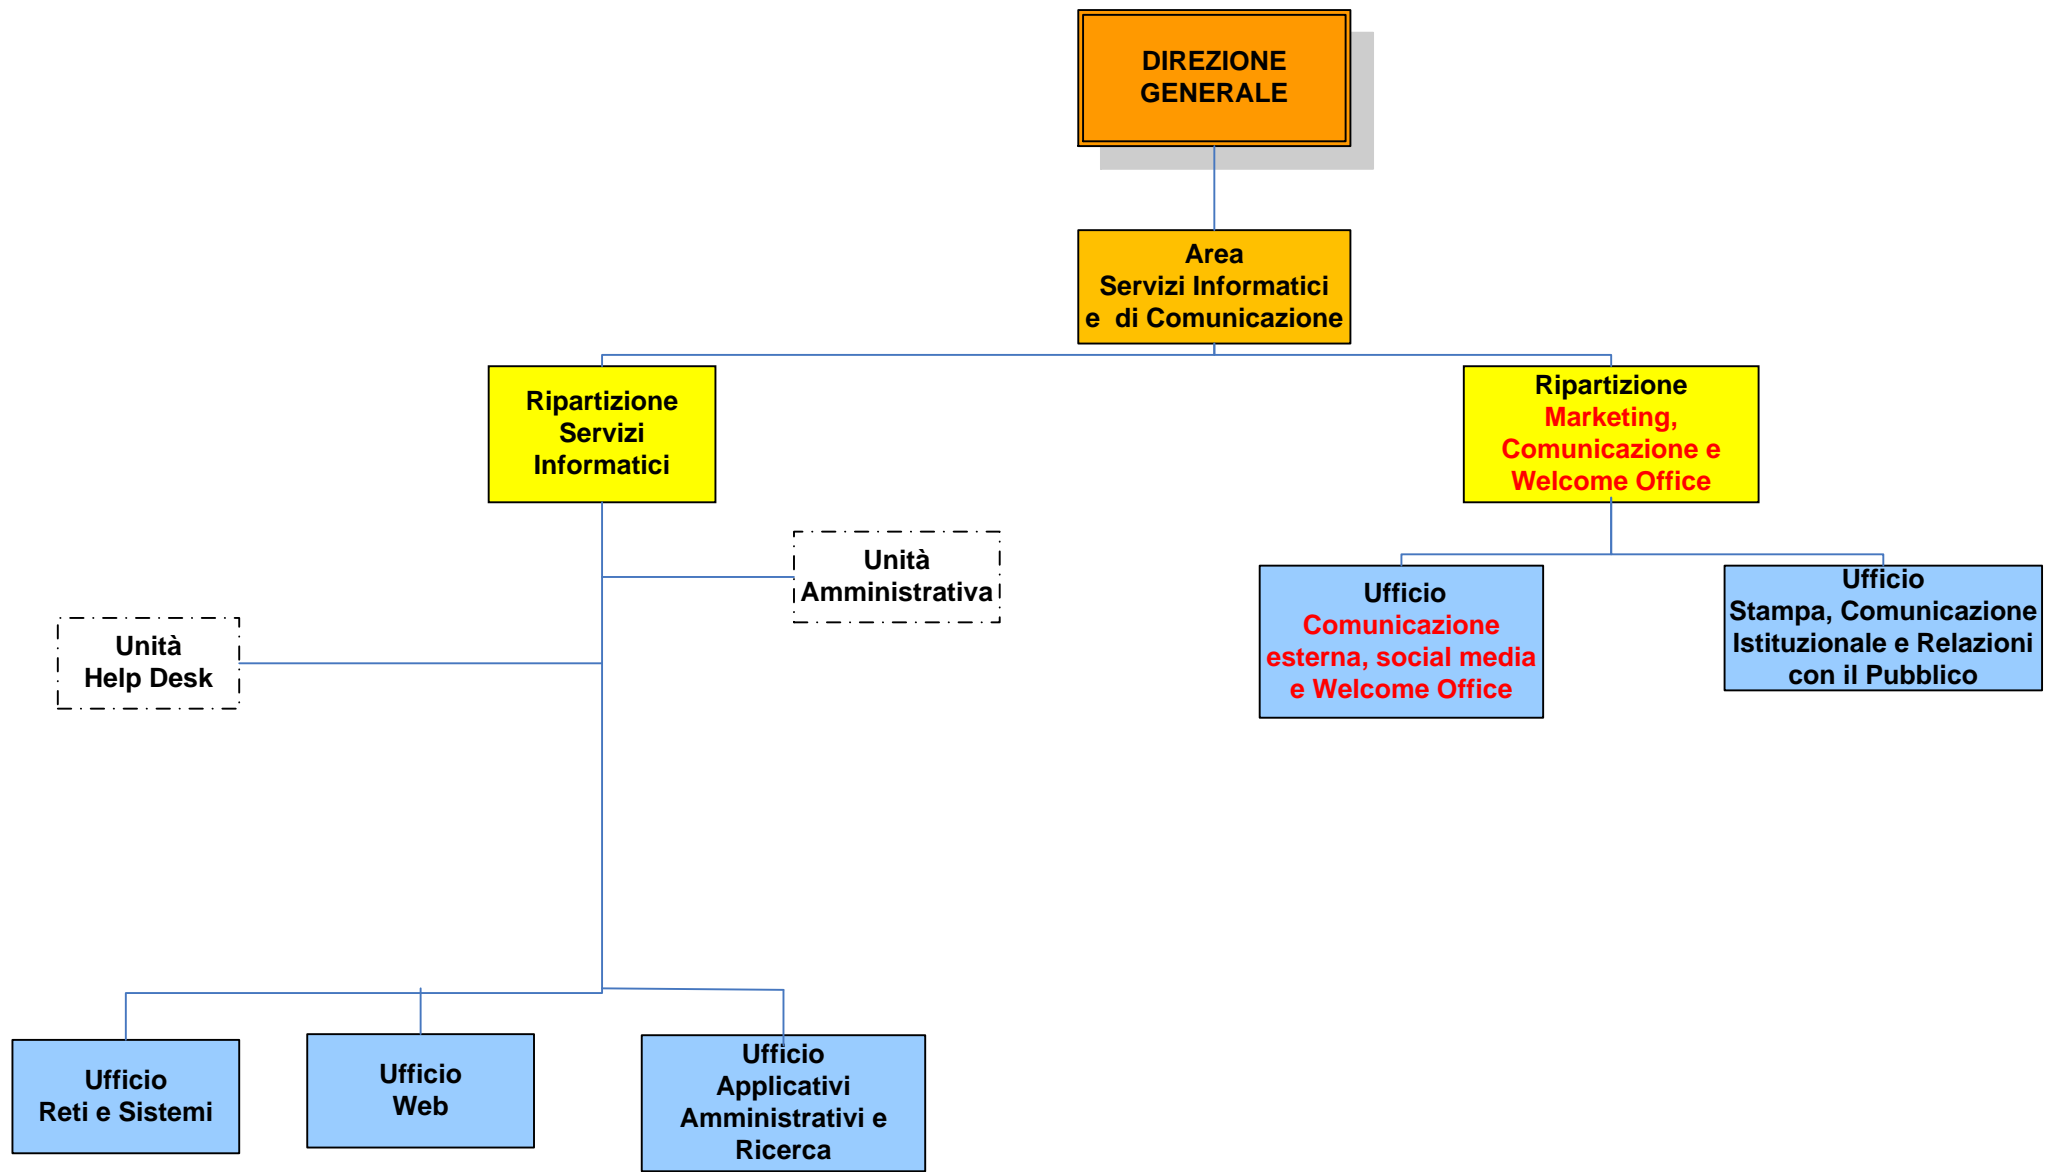 DIREZIONE
GENERALE
Area
Servizi Informatici
e di Comunicazione
Ripartizione
Servizi
Informatici
Ripartizione
Marketing,
Comunicazione e
Welcome Office
Unità
Amministrativa
Unità
Help Desk
Ufficio
Comunicazione
esterna, social media
e Welcome Office
Ufficio
Stampa, Comunicazione
Istituzionale e Relazioni
con il Pubblico
Ufficio
Reti e Sistemi
Ufficio
Web
Ufficio
Applicativi
Amministrativi e
Ricerca